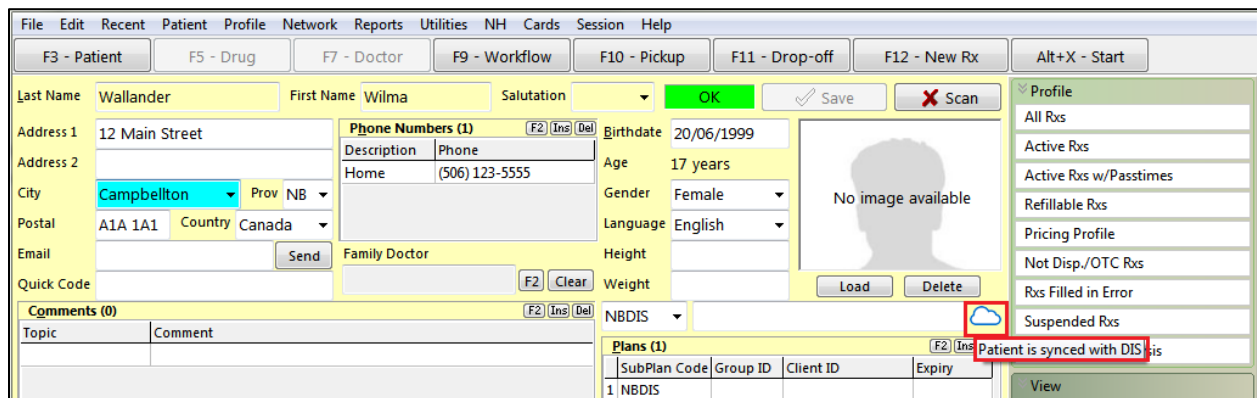 File Edit Recent Patient Profile Network Reports Utilities NH Cards Session Help
F3 - Patient F5 - Drug F7 - Doctor F9 - Workflow F10 - Pickup F11 - Drop-off F12 - New Rx Alt+X - Start
Last Name Wallander First Name Wilma Salutation OK Save Scan
Address 1 12 Main Street
Address 2
City Campbellton Prov NB
Postal A1A 1A1 Country Canada
Email Send
Quick Code
Phone Numbers (1) F2 Ins Del
Description Phone
Home (506) 123-5555
Family Doctor
F2 Clear
Birthdate 20/06/1999
Age 17 years
Gender Female
Language English
Height
Weight
No image available
Load Delete
Comments (0) F2 Ins Del
Topic Comment
NBDIS
Patient is synced with DIS
Plans (1) F2 Ins
SubPlan Code Group ID Client ID Expiry
1 NBDIS
Profile
All Rxs
Active Rxs
Active Rxs w/Passtimes
Refillable Rxs
Pricing Profile
Not Disp./OTC Rxs
Rxs Filled in Error
Suspended Rxs
sis
View